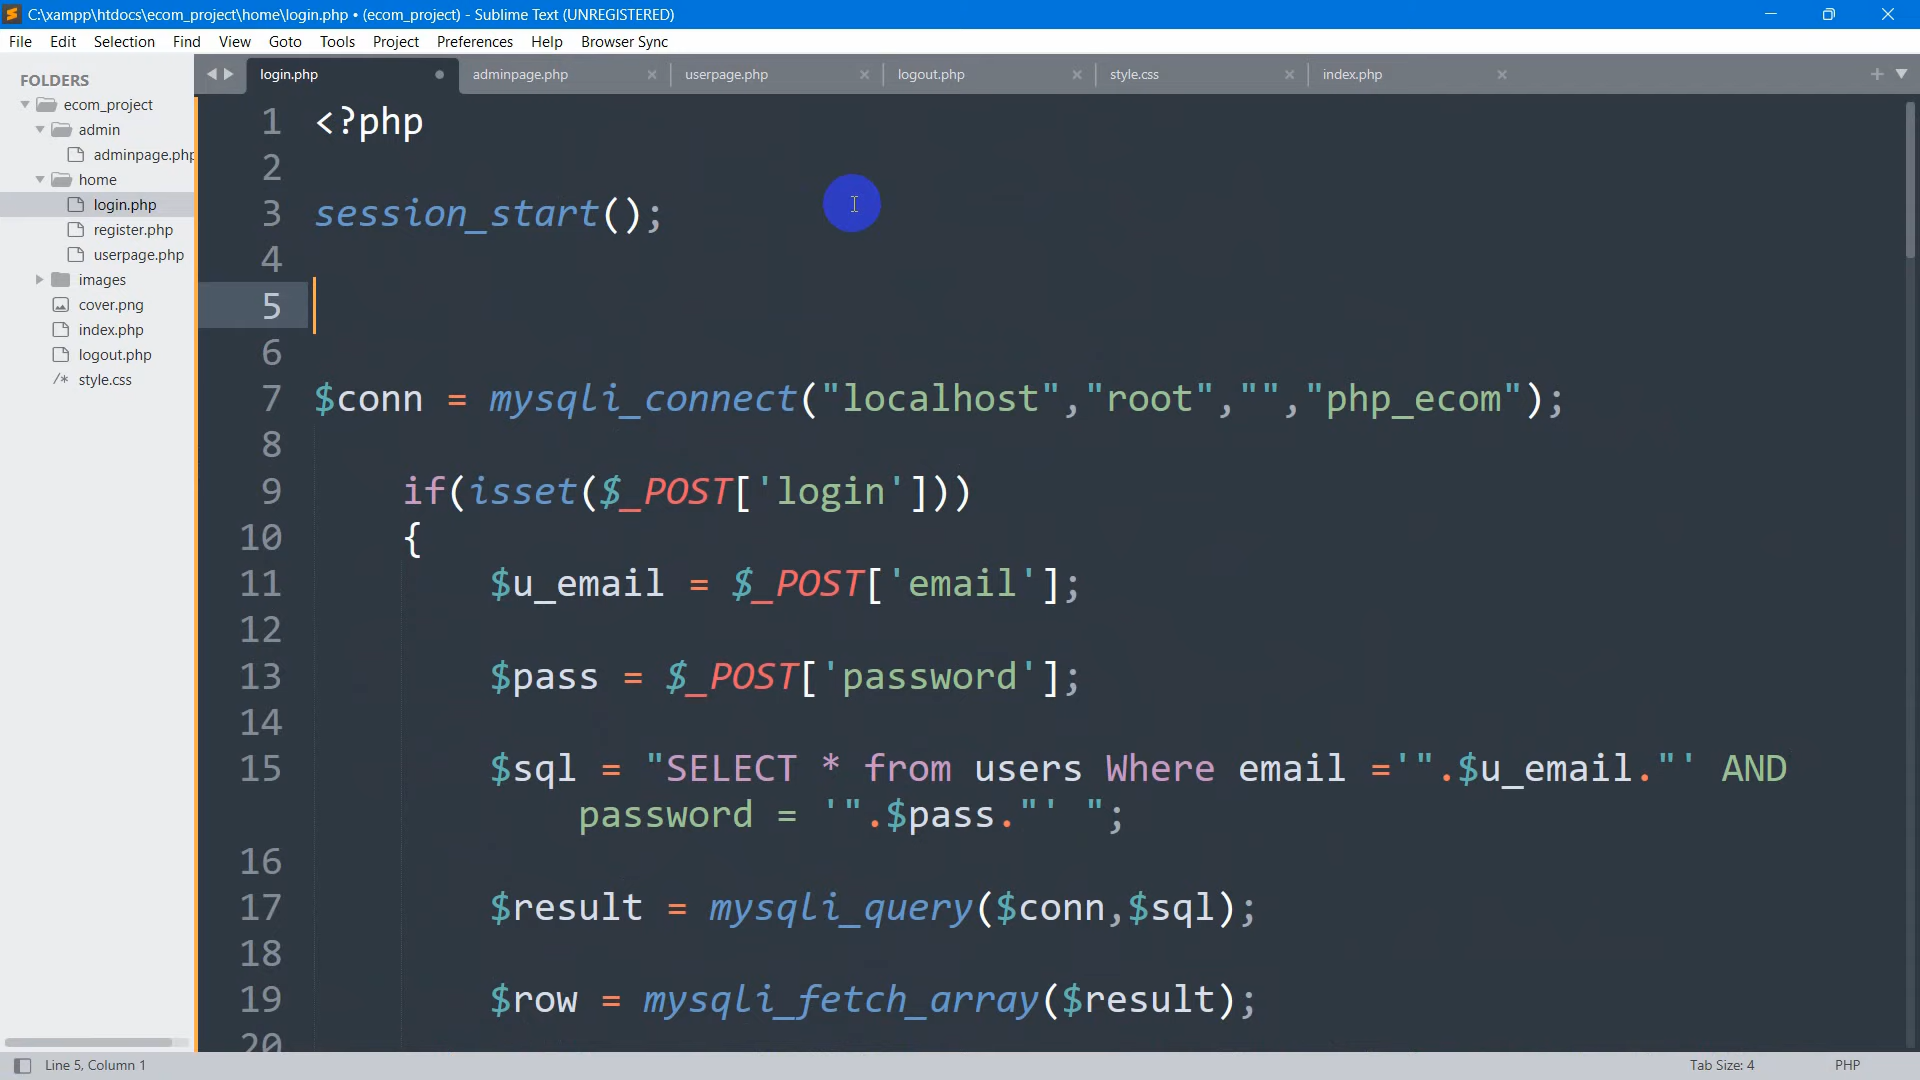 C:\xampp\htdocs\ecom_project\home\login.php • (ecom_project) - Sublime Text (UNREGISTERED)
File Edit Selection Find View Goto Tools Project Preferences Help Browser Sync
FOLDERS
ecom_project
admin
adminpage.php
home
login.php
register.php
userpage.php
images
cover.png
index.php
logout.php
/* style.css
login.php adminpage.php userpage.php logout.php style.css index.php
1 <?php
2
3 session_start();
4
5
6
7 $conn = mysqli_connect("localhost","root","","php_ecom");
8
9 if(isset($_POST['login']))
10 {
11 $u_email = $_POST['email'];
12
13 $pass = $_POST['password'];
14
15 $sql = "SELECT * from users Where email ='".$u_email."' AND
password = '".$pass."' ";
16
17 $result = mysqli_query($conn,$sql);
18
19 $row = mysqli_fetch_array($result);
20
Line 5, Column 1
Tab Size: 4
PHP